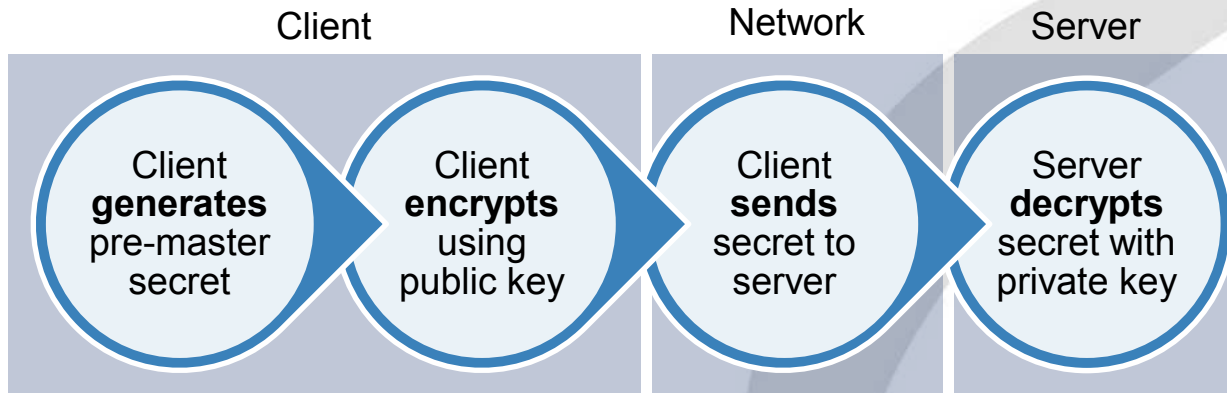 Client
Network
Server
Client
generates
pre-master
secret
Client
encrypts
using
public key
Client
sends
secret to
server
Server
decrypts
secret with
private key